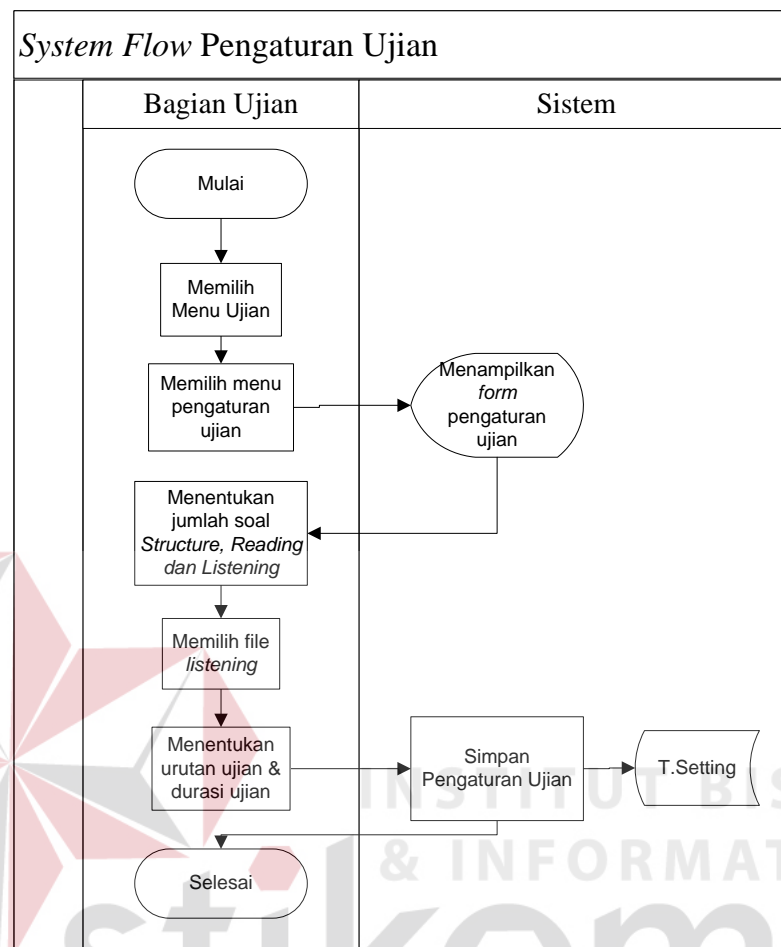 System Flow Pengaturan Ujian
Bagian Ujian
Sistem
Mulai
Memilih
Menu Ujian
Memilih menu
pengaturan
ujian
Menampilkan
form
pengaturan
ujian
Menentukan
jumlah soal
Structure, Reading
dan Listening
Memilih file
listening
Menentukan
urutan ujian &
durasi ujian
Simpan
Pengaturan Ujian
T.Setting
Selesai
INSTITUT BIS
& INFORMAT
stikom